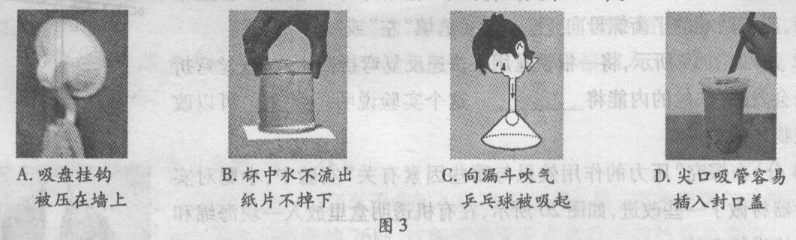 A. 吸盘挂钩
被压在墙上
B. 杯中水不流出
纸片不掉下
C. 向漏斗吹气
乒乓球被吸起
D. 尖口吸管容易
插入封口盖
图 3